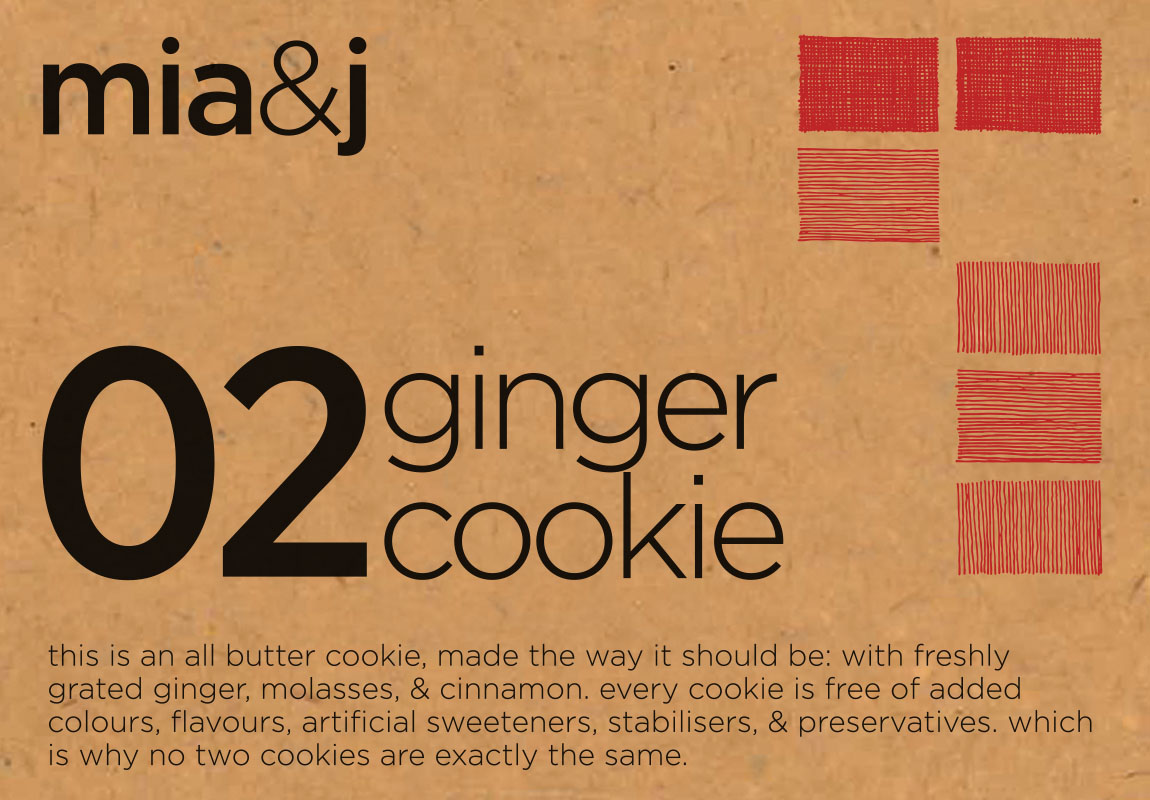 mia&j
02 ginger
cookie
this is an all butter cookie, made the way it should be: with freshly
grated ginger, molasses, & cinnamon. every cookie is free of added
colours, flavours, artificial sweeteners, stabilisers, & preservatives. which
is why no two cookies are exactly the same.